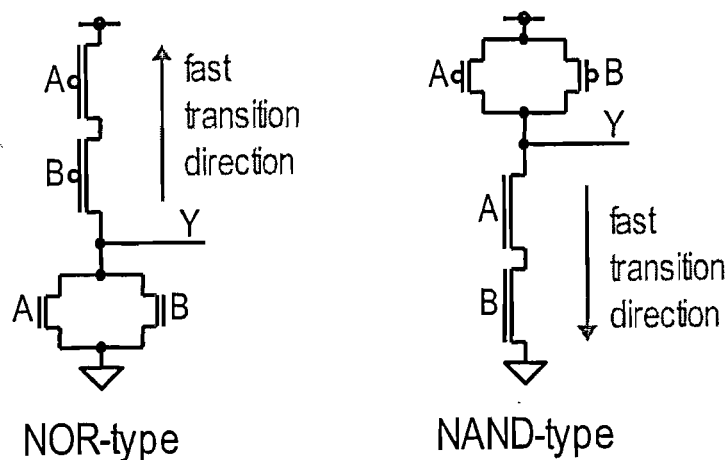 A
B
fast
transition
direction
Y
A
B
NOR-type
A
B
Y
A
B
fast
transition
direction
NAND-type